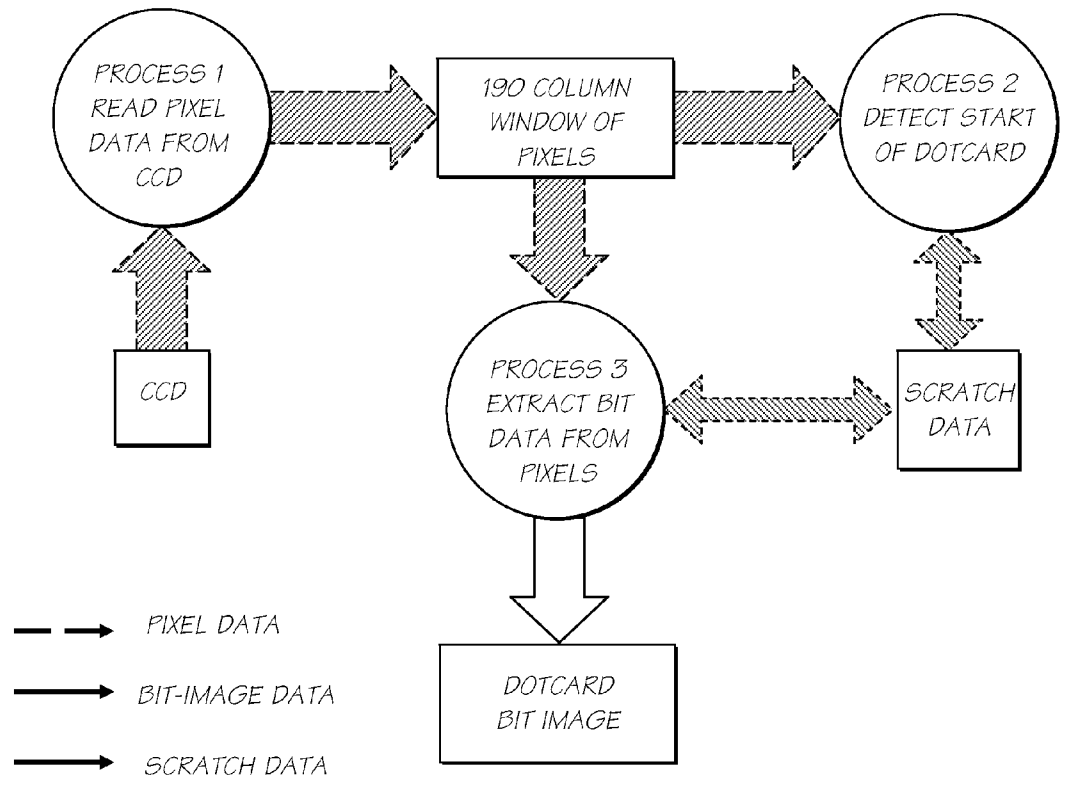 PROCESS 1
READ PIXEL
DATA FROM
CCD
190 COLUMN
WINDOW OF
PIXELS
PROCESS 2
DETECT START
OF DOTCARD
CCD
PROCESS 3
EXTRACT BIT
DATA FROM
PIXELS
SCRATCH
DATA
DOTCARD
BIT IMAGE
PIXEL DATA
BIT-IMAGE DATA
SCRATCH DATA